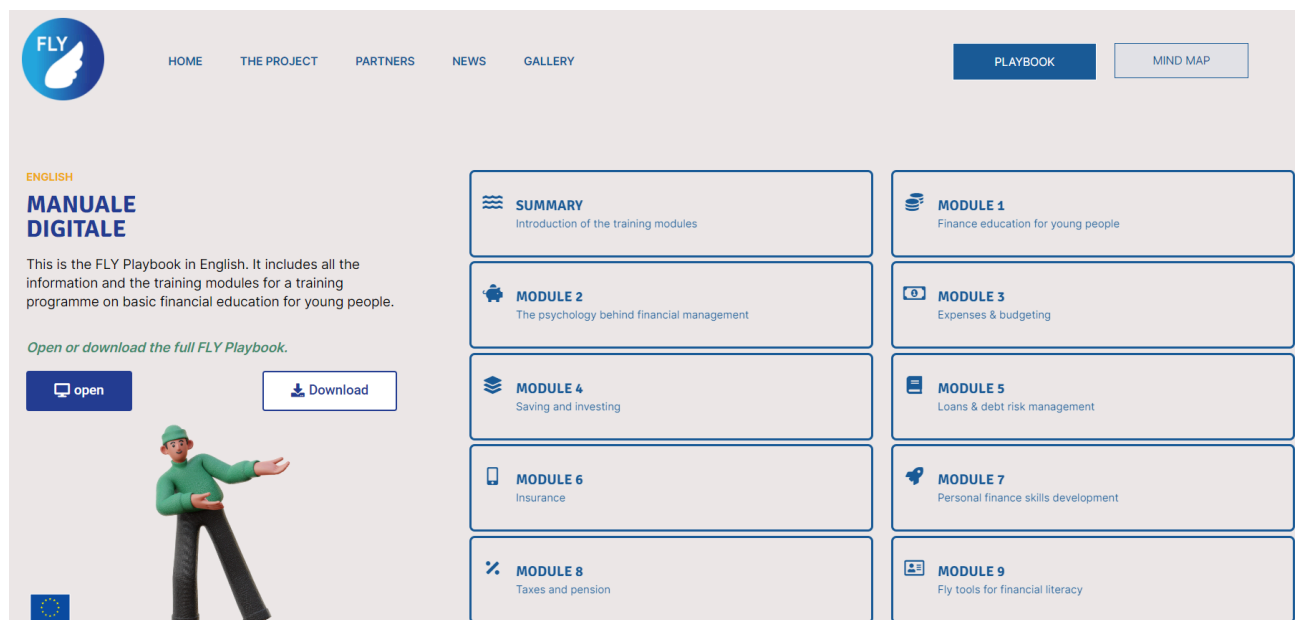 FLY
HOME
THE PROJECT
PARTNERS
NEWS
GALLERY
PLAYBOOK
MIND MAP
ENGLISH
MANUALE
DIGITALE
This is the FLY Playbook in English. It includes all the
information and the training modules for a training
programme on basic financial education for young people.
Open or download the full FLY Playbook.
open
Download
SUMMARY
Introduction of the training modules
MODULE 1
Finance education for young people
MODULE 2
The psychology behind financial management
MODULE 3
Expenses & budgeting
MODULE 4
Saving and investing
MODULE 5
Loans & debt risk management
MODULE 6
Insurance
MODULE 7
Personal finance skills development
MODULE 8
Taxes and pension
MODULE 9
Fly tools for financial literacy